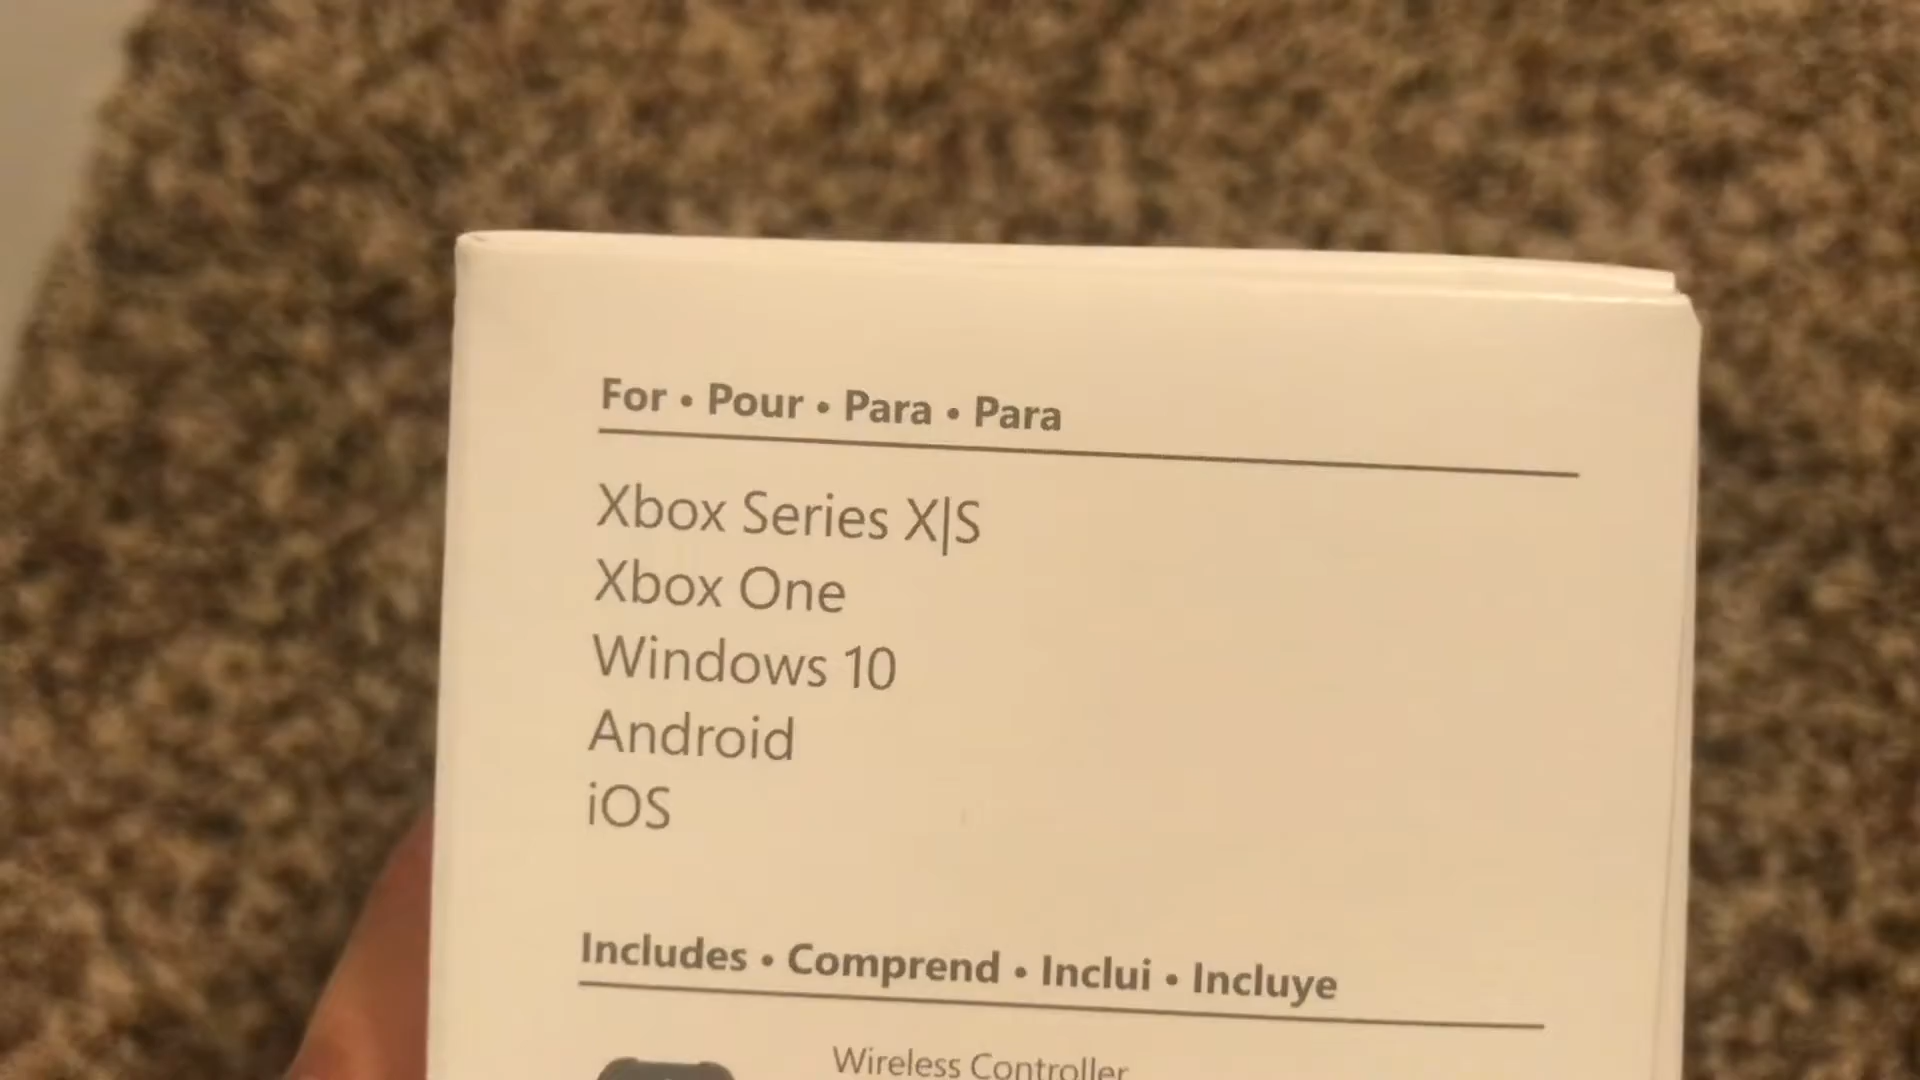 For • Pour • Para • Para
Xbox Series X|S
Xbox One
Windows 10
Android
iOS
Includes • Comprend • Inclui • Incluye
Wireless Controller